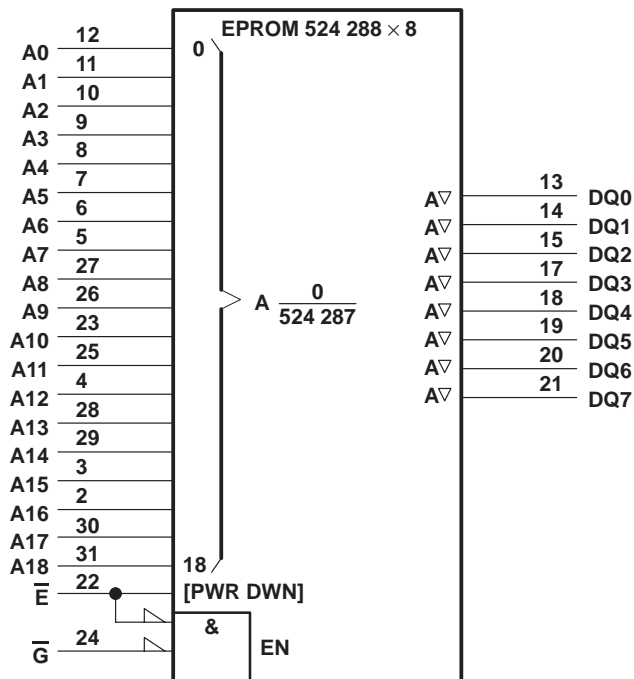 EPROM 524 288 × 8
A0 12 0
A1 11
A2 10
A3 9
A4 8
A5 7
A6 6
A7 5
A8 27
A9 26
A10 23
A11 25
A12 4
A13 28
A14 29
A15 3
A16 2
A17 30
A18 31 18
E̅ 22 [PWR DWN]
G̅ 24 & EN
A 0
524 287
A▽ 13 DQ0
A▽ 14 DQ1
A▽ 15 DQ2
A▽ 17 DQ3
A▽ 18 DQ4
A▽ 19 DQ5
A▽ 20 DQ6
A▽ 21 DQ7